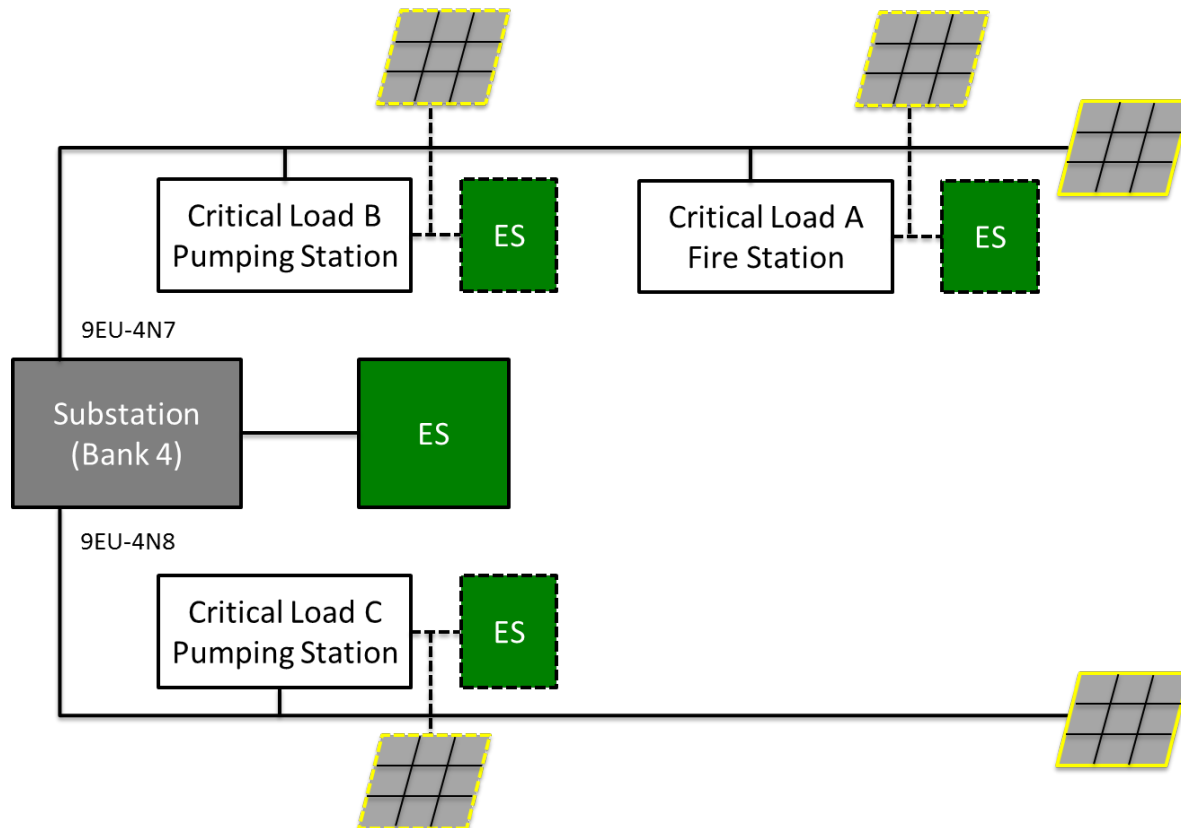 Critical Load B
Pumping Station
ES
Critical Load A
Fire Station
ES
9EU-4N7
Substation
(Bank 4)
ES
9EU-4N8
Critical Load C
Pumping Station
ES